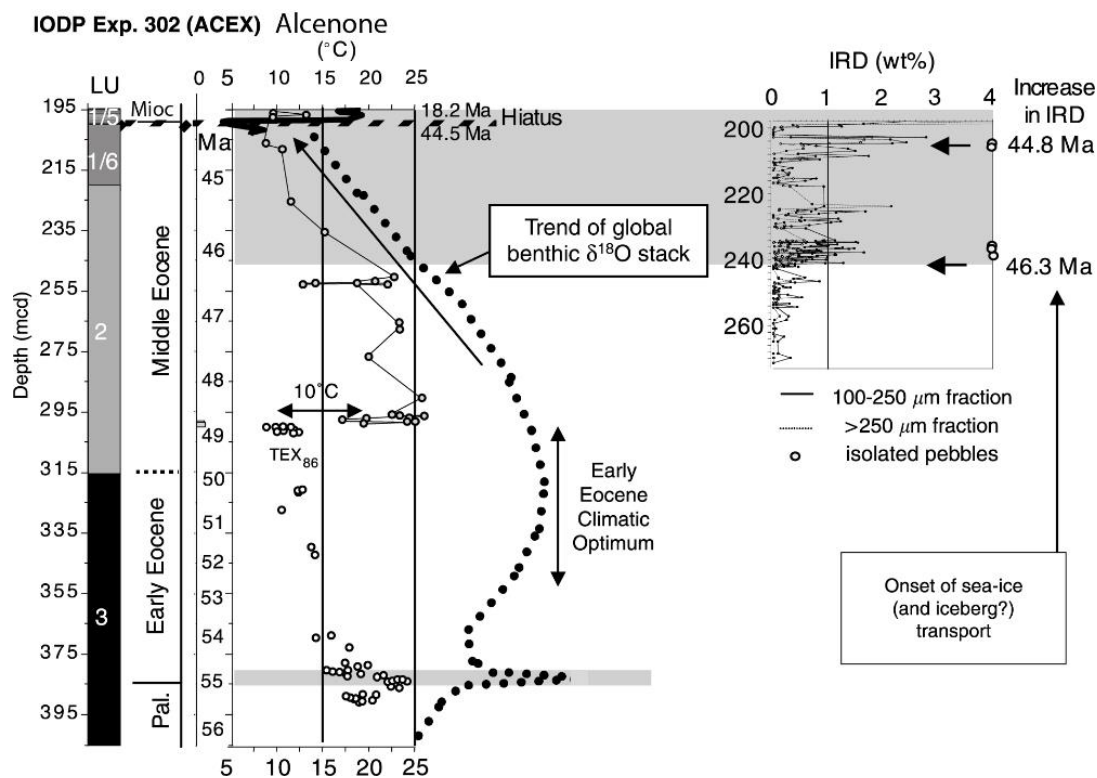 IODP Exp. 302 (ACEX) Alcenone
(°C)
LU
0 5 10 15 20 25
IRD (wt%)
0 1 2 3 4
Increase
in IRD
195
215
235
255
275
295
315
335
355
375
395
Depth (mcd)
1/5
1/6
2
3
Mioc
Middle Eocene
Early Eocene
Pal.
Ma
45
46
47
48
49
50
51
52
53
54
55
56
18.2 Ma
Hiatus
44.5 Ma
Trend of global
benthic δ18O stack
10°C
TEX86
Early
Eocene
Climatic
Optimum
200
220
240
260
44.8 Ma
46.3 Ma
100-250 μm fraction
>250 μm fraction
isolated pebbles
Onset of sea-ice
(and iceberg?)
transport
5 10 15 20 25